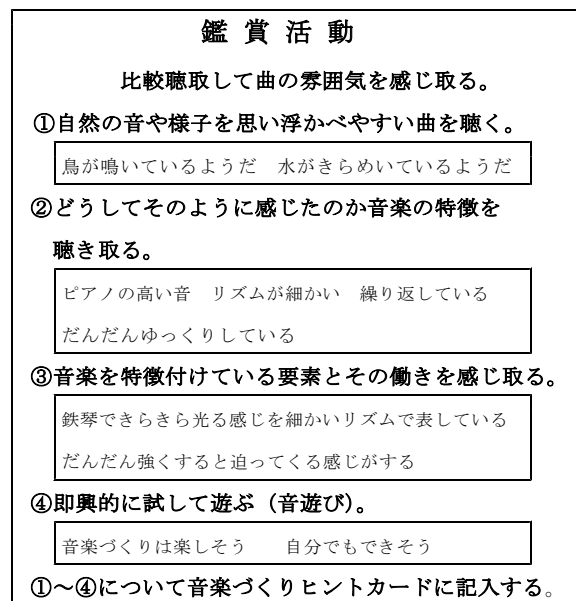 鑑 賞 活 動
比較聴取して曲の雰囲気を感じ取る。
①自然の音や様子を思い浮かべやすい曲を聴く。
鳥が鳴いているようだ　水がきらめいているようだ
②どうしてそのように感じたのか音楽の特徴を
聴き取る。
ピアノの高い音　リズムが細かい　繰り返している
だんだんゆっくりしている
③音楽を特徴付けている要素とその働きを感じ取る。
鉄琴できらきら光る感じを細かいリズムで表している
だんだん強くすると迫ってくる感じがする
④即興的に試して遊ぶ（音遊び）。
音楽づくりは楽しそう　　自分でもできそう
①～④について音楽づくりヒントカードに記入する。